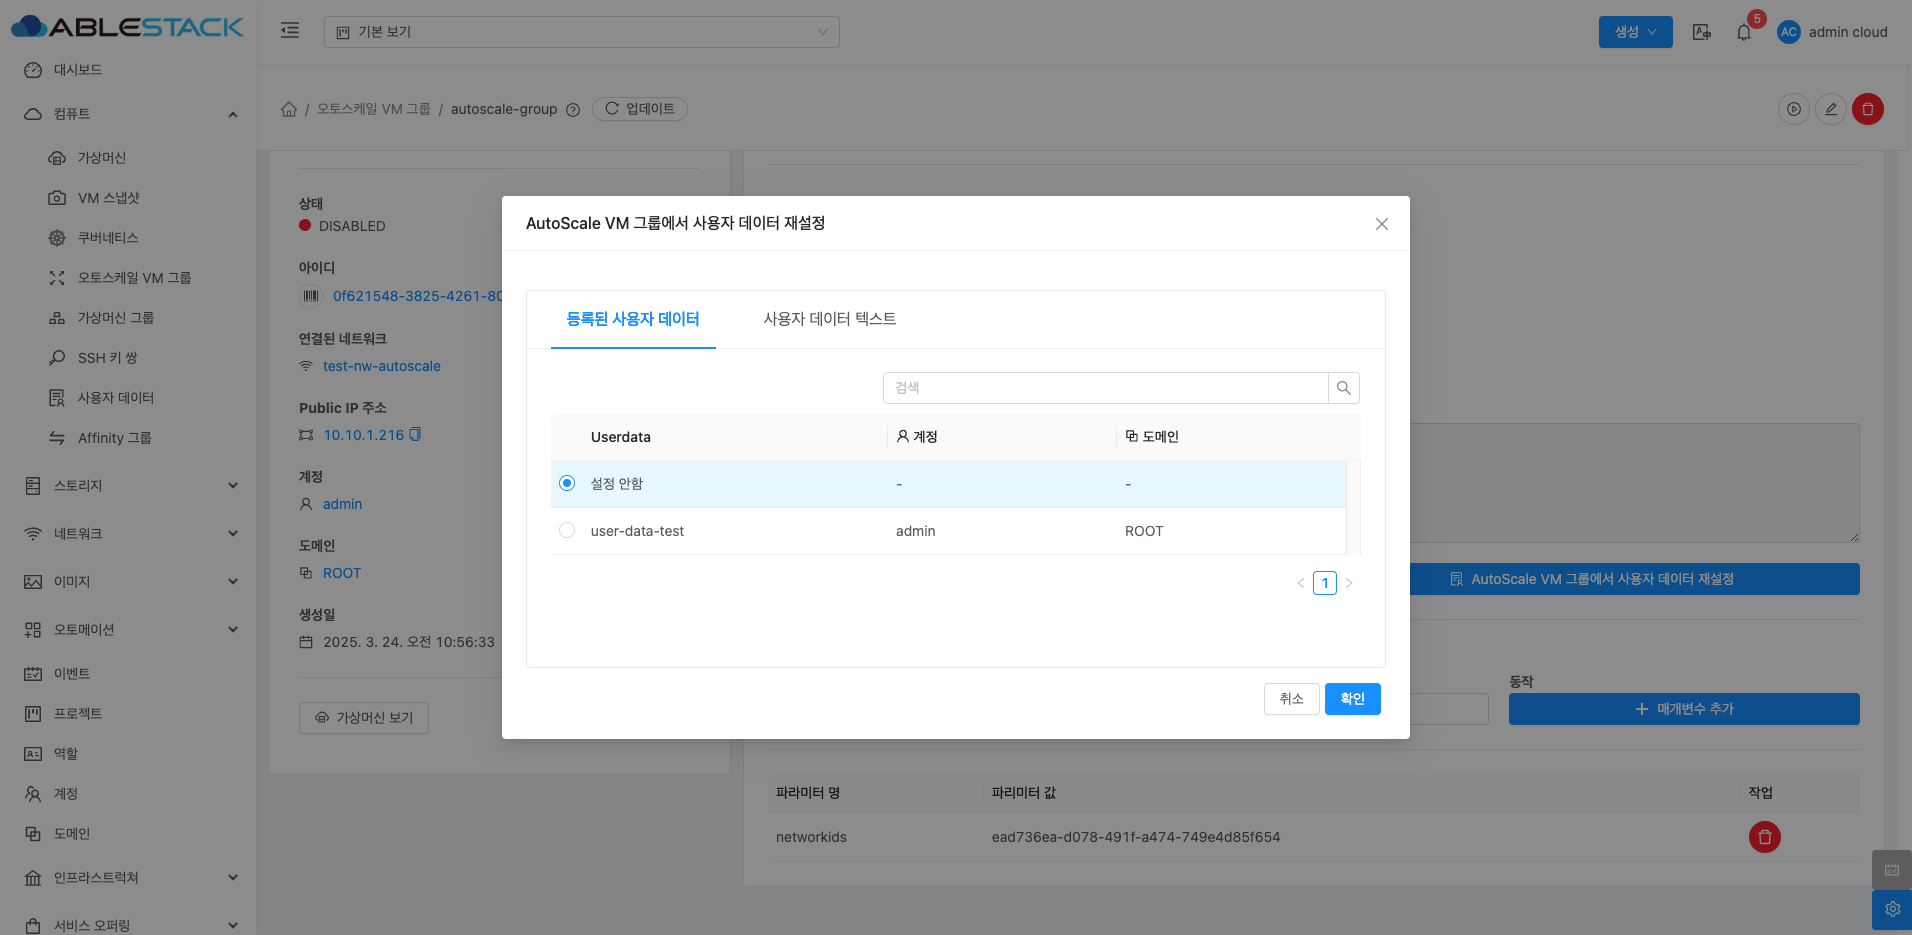 ABLESTACK
기본 보기
생성
5
AC
admin cloud
대시보드
컴퓨트
가상머신
VM 스냅샷
쿠버네티스
오토스케일 VM 그룹
가상머신 그룹
SSH 키 쌍
사용자 데이터
Affinity 그룹
스토리지
네트워크
이미지
오토메이션
이벤트
프로젝트
역할
계정
도메인
인프라스트럭쳐
서비스 오퍼링
/ 오토스케일 VM 그룹 / autoscale-group
업데이트
상태
DISABLED
아이디
0f621548-3825-4261-80
연결된 네트워크
test-nw-autoscale
Public IP 주소
10.10.1.216
계정
admin
도메인
ROOT
생성일
2025. 3. 24. 오전 10:56:33
가상머신 보기
AutoScale VM 그룹에서 사용자 데이터 재설정
등록된 사용자 데이터
사용자 데이터 텍스트
검색
Userdata 계정 도메인
설정 안함 - -
user-data-test admin ROOT
< 1 >
취소
확인
AutoScale VM 그룹에서 사용자 데이터 재설정
동작
매개변수 추가
파라미터 명 파리미터 값 작업
networkids ead736ea-d078-491f-a474-749e4d85f654